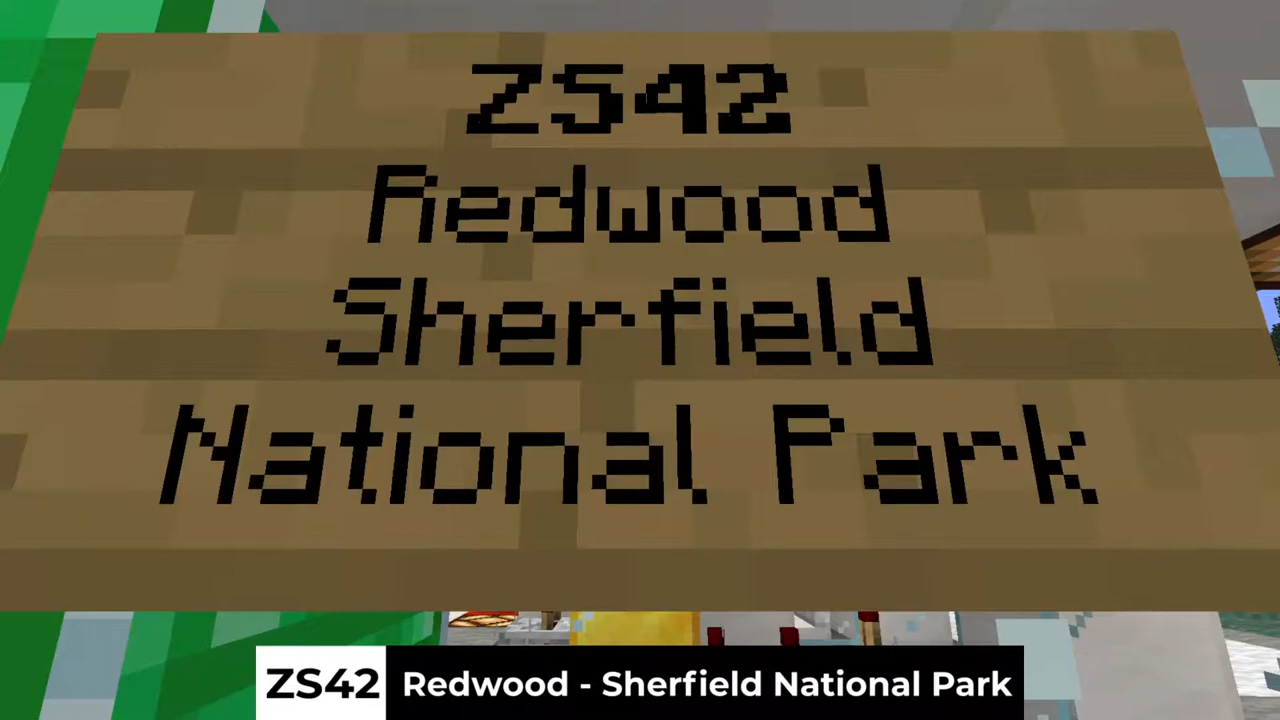 ZS42
Redwood
Sherfield
National Park
ZS42 Redwood - Sherfield National Park